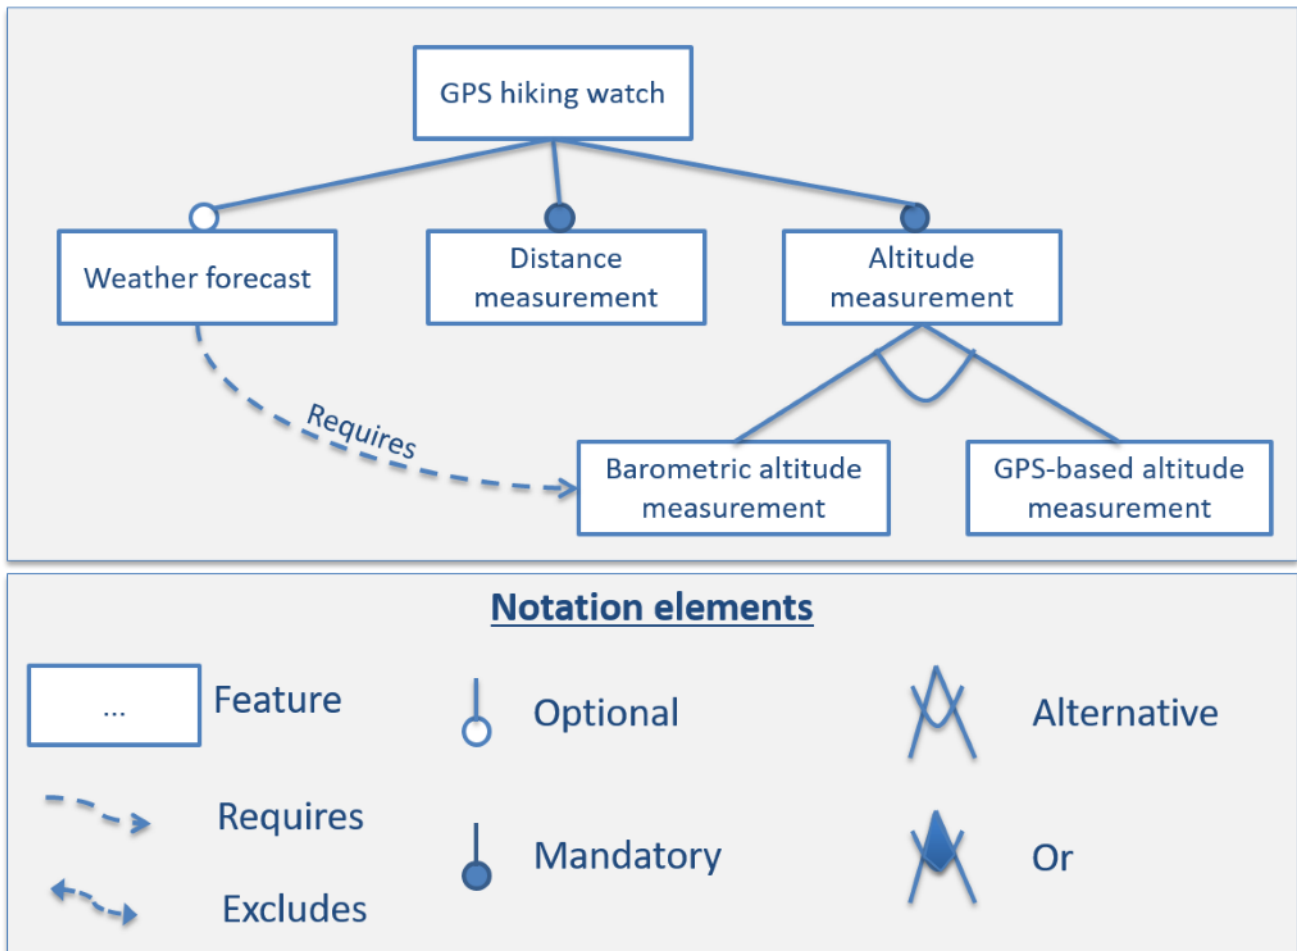 GPS hiking watch
Weather forecast
Distance
measurement
Altitude
measurement
Requires
Barometric altitude
measurement
GPS-based altitude
measurement
Notation elements
...
Feature
Optional
Alternative
Requires
Mandatory
Or
Excludes